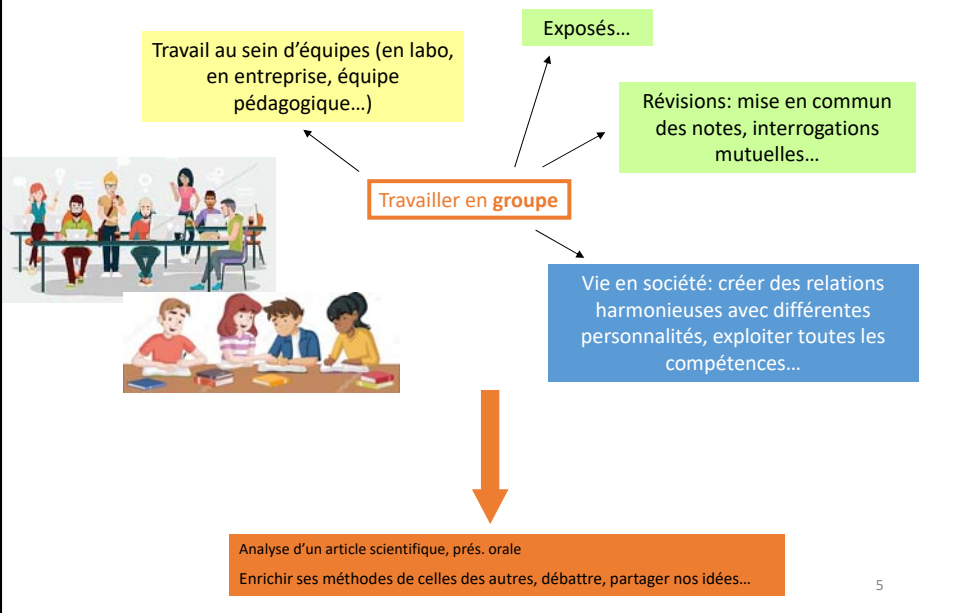 Exposés…
Travail au sein d’équipes (en labo,
en entreprise, équipe
pédagogique…)
Révisions: mise en commun
des notes, interrogations
mutuelles…
Travailler en groupe
Vie en société: créer des relations
harmonieuses avec différentes
personnalités, exploiter toutes les
compétences…
Analyse d’un article scientifique, prés. orale
Enrichir ses méthodes de celles des autres, débattre, partager nos idées…
5